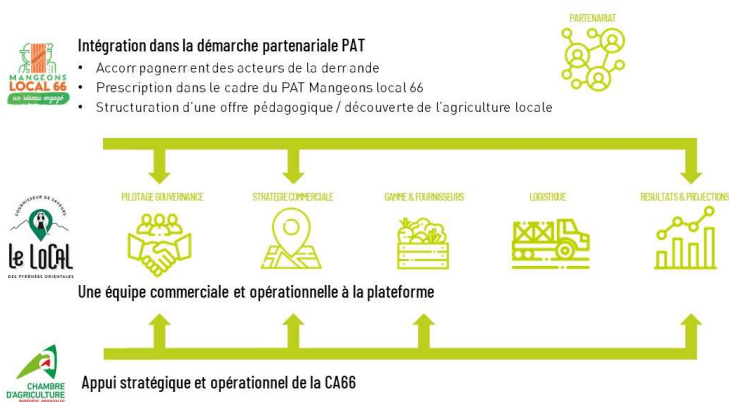 PARTENARIAT
Intégration dans la démarche partenariale PAT
• Accompagnement des acteurs de la demande
• Prescription dans le cadre du PAT Mangeons local 66
• Structuration d'une offre pédagogique / découverte de l'agriculture locale
MANGEONS
LOCAL 66
un réseau engagé
PILOTAGE GOUVERNANCE
STRATEGIE COMMERCIALE
GAMME & FOURNISSEURS
LOGISTIQUE
RESULTATS & PROJECTIONS
FOURNISSEUR DE SAVEURS
Le LoCAL
DES PYRÉNÉES ORIENTALES
Une équipe commerciale et opérationnelle à la plateforme
CHAMBRE
D'AGRICULTURE
PYRÉNÉES-ORIENTALES
Appui stratégique et opérationnel de la CA66